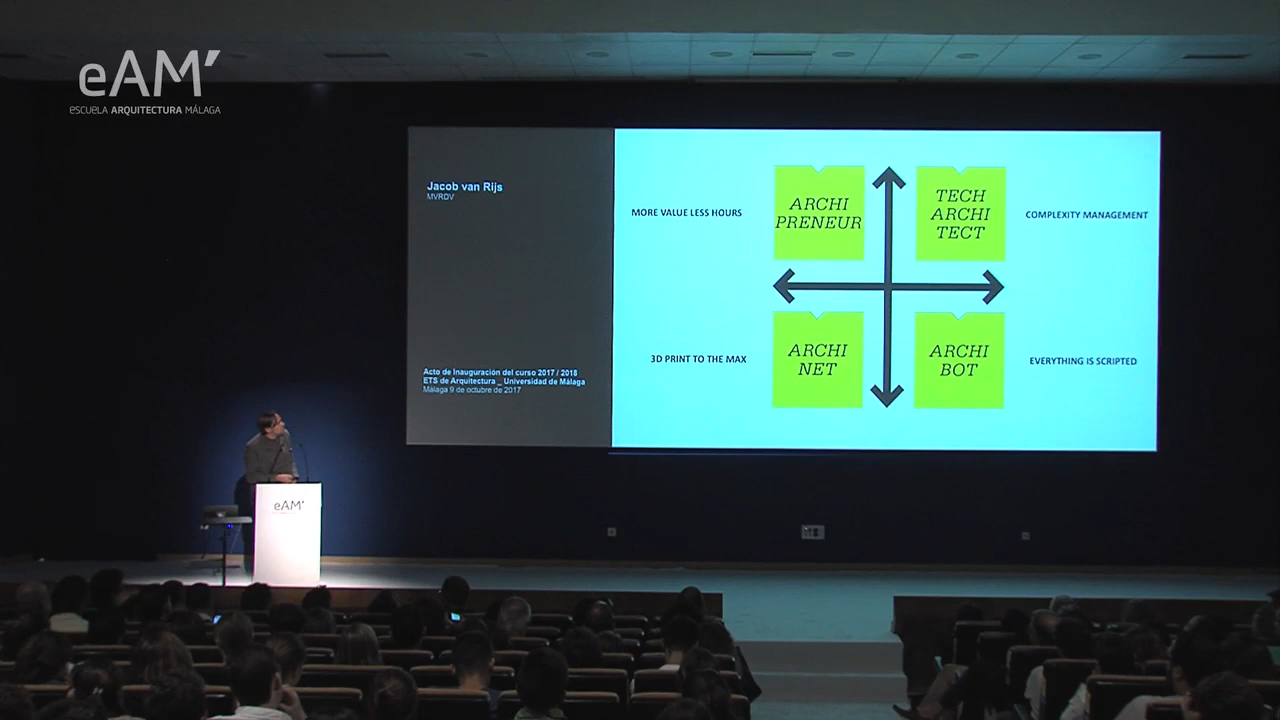 eAM'
ESCUELA ARQUITECTURA MÁLAGA
Jacob van Rijs
MVRDV
Acto de Inauguración del curso 2017 / 2018
ETS de Arquitectura _ Universidad de Málaga
Málaga 9 de octubre de 2017
MORE VALUE LESS HOURS
ARCHI
PRENEUR
TECH
ARCHI
TECT
COMPLEXITY MANAGEMENT
3D PRINT TO THE MAX
ARCHI
NET
ARCHI
BOT
EVERYTHING IS SCRIPTED
eAM'